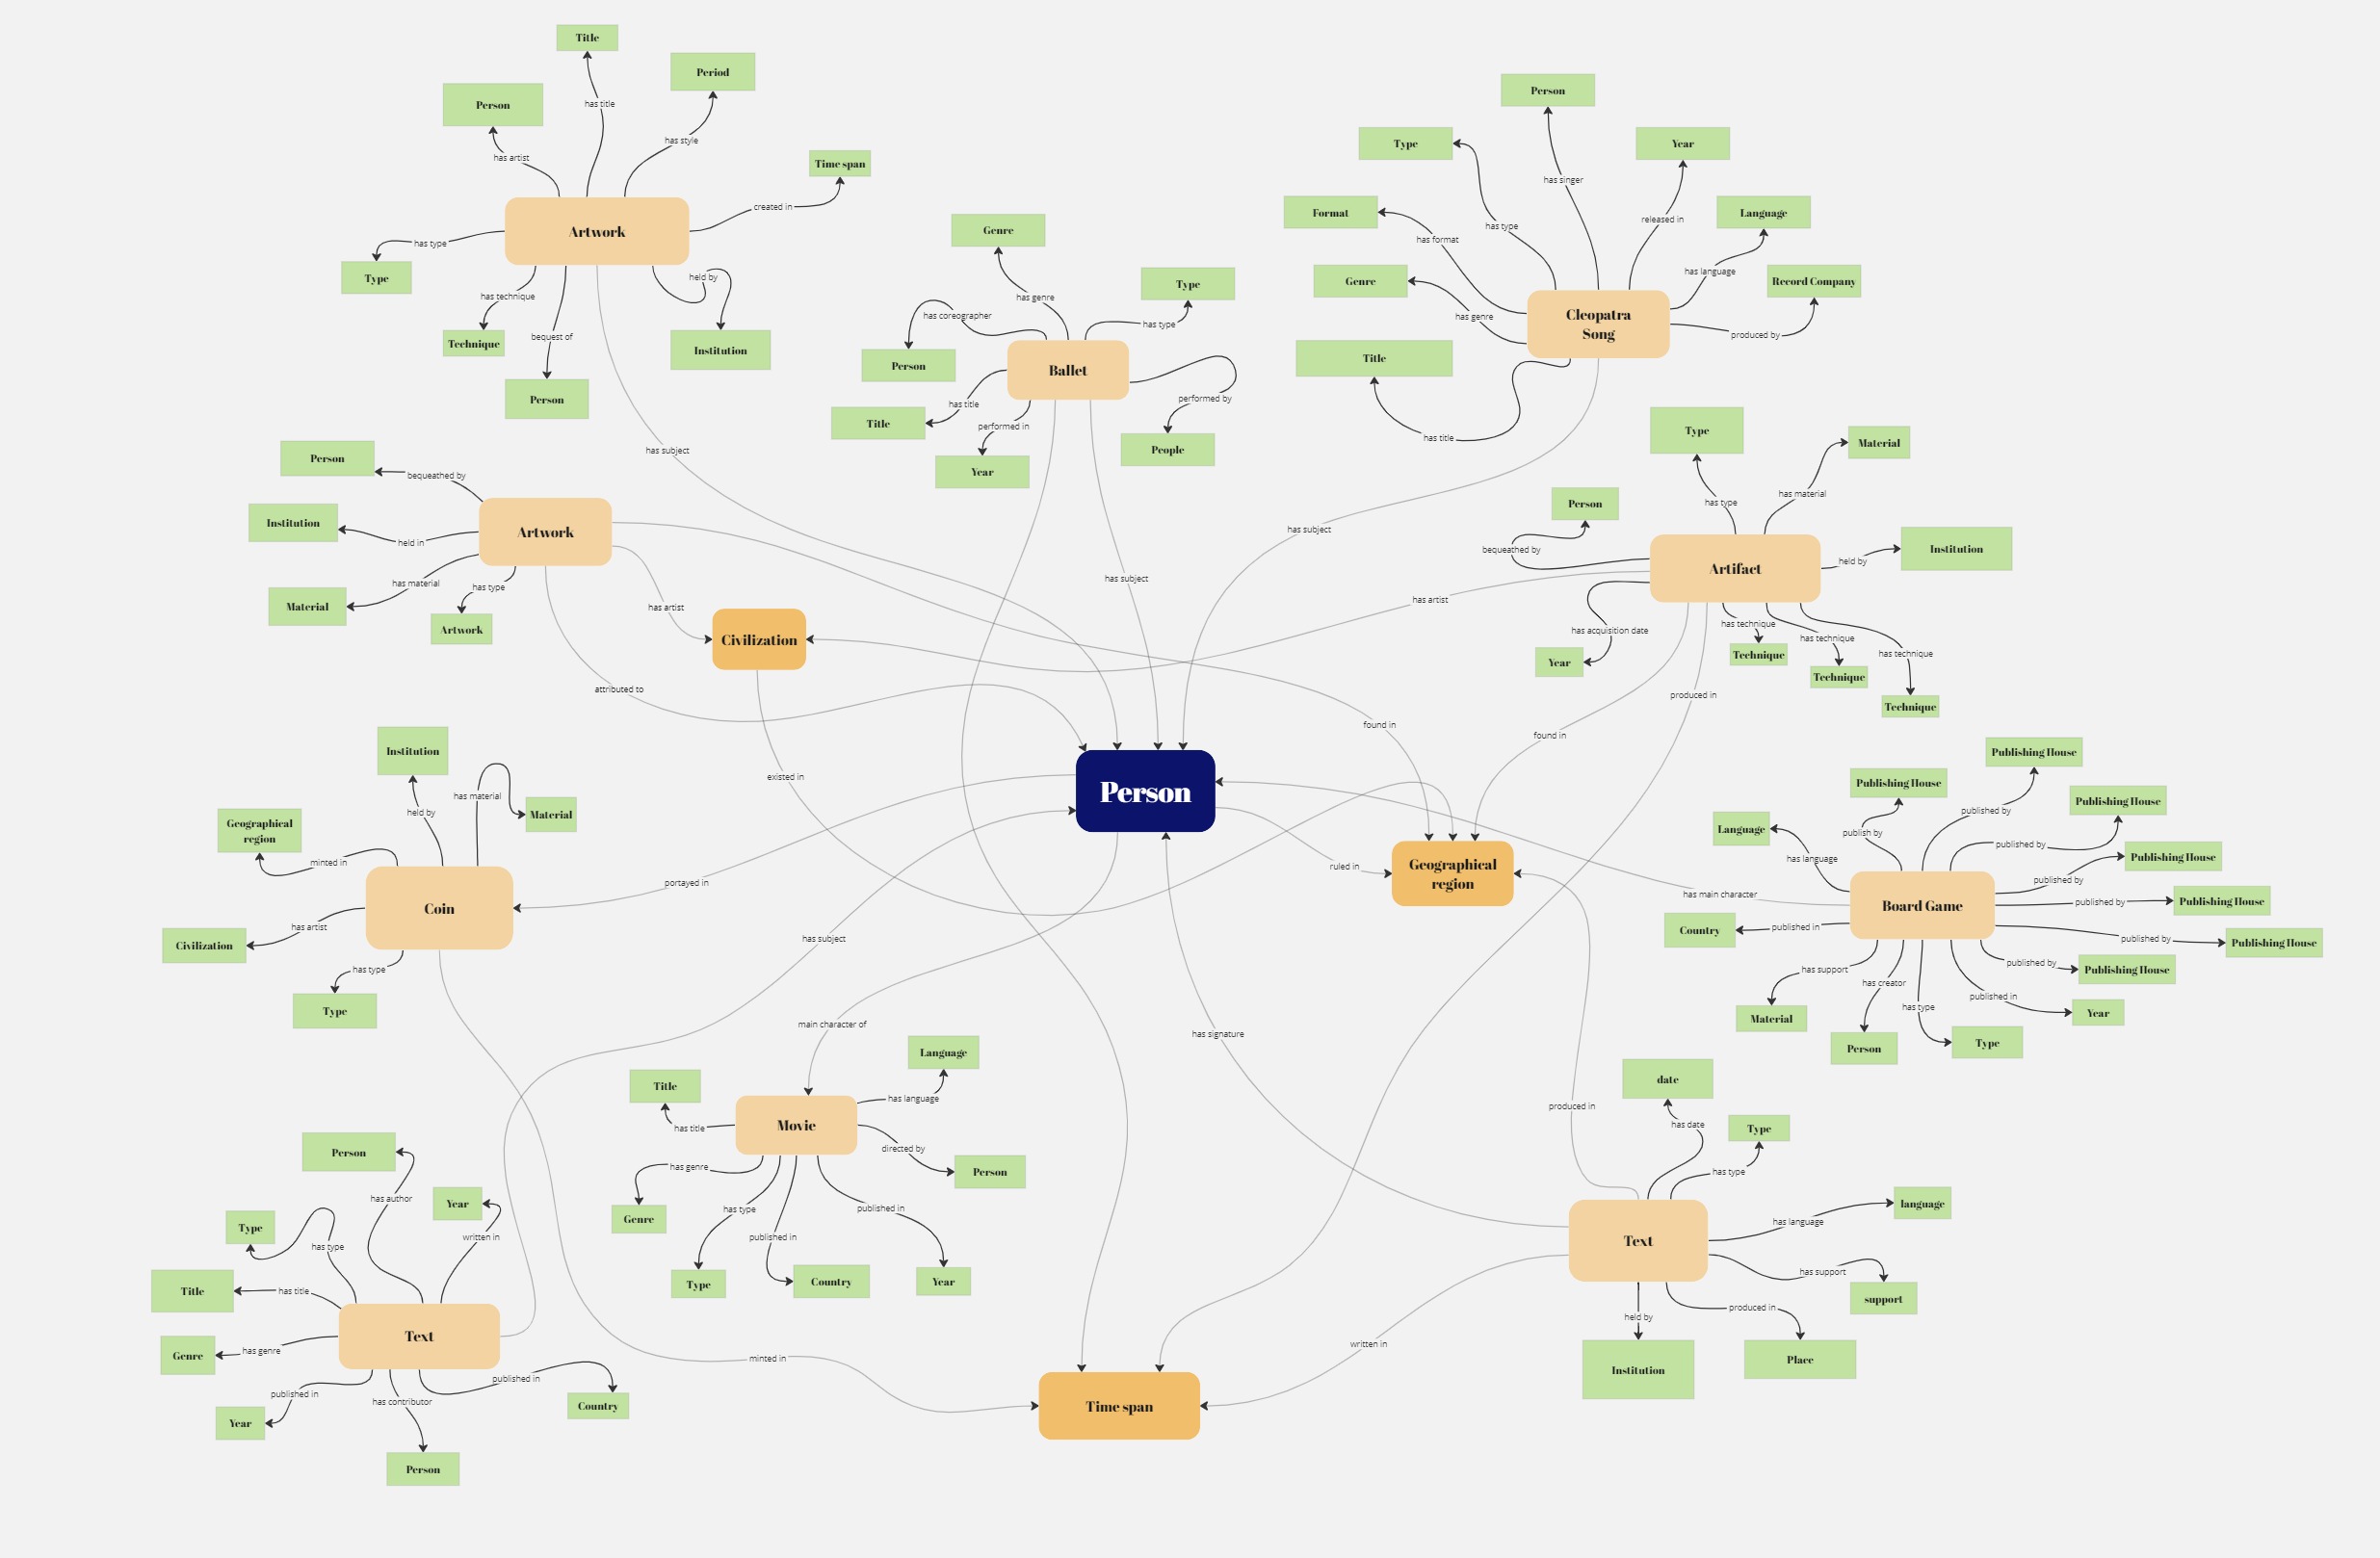 Title
Period
Person
has title
has style
has artist
Time span
created in
Artwork
has type
Type
held by
has technique
Technique
bequest of
Institution
Person
has subject
Genre
Type
has genre
has coreographer
has type
Person
Ballet
has title
performed by
Title
performed in
People
Year
has subject
Person
Type
Year
has singer
Format
Language
released in
has type
has format
has language
Genre
Record Company
has genre
Cleopatra
Song
produced by
Title
has title
has subject
Person
bequeathed by
Institution
Artwork
held in
has material
has type
Material
has artist
Artwork
Civilization
attributed to
existed in
found in
Type
Material
has type
has material
Person
bequeathed by
Institution
held by
Artifact
has artist
has acquisition date
has technique
has technique
Year
Technique
has technique
Technique
Technique
produced in
found in
Institution
has material
held by
Material
Geographical
region
minted in
Coin
has artist
Civilization
has type
Type
portayed in
Person
ruled in
Geographical
region
has subject
main character of
has signature
produced in
Publishing House
Publishing House
published by
Publishing House
Language
publish by
published by
has language
Publishing House
published by
has main character
Board Game
published by
Publishing House
Country
published in
published by
Publishing House
has support
published by
Publishing House
has creator
published in
has type
Material
Year
Person
Type
Language
Title
has language
has title
Movie
directed by
has genre
Person
Genre
has type
published in
published in
Type
Country
Year
Person
has author
Year
Type
written in
has type
Title
has title
Text
Genre
has genre
published in
published in
has contributor
Year
Country
Person
minted in
Time span
written in
date
has date
Type
has type
language
has language
Text
has support
support
produced in
held by
Institution
Place